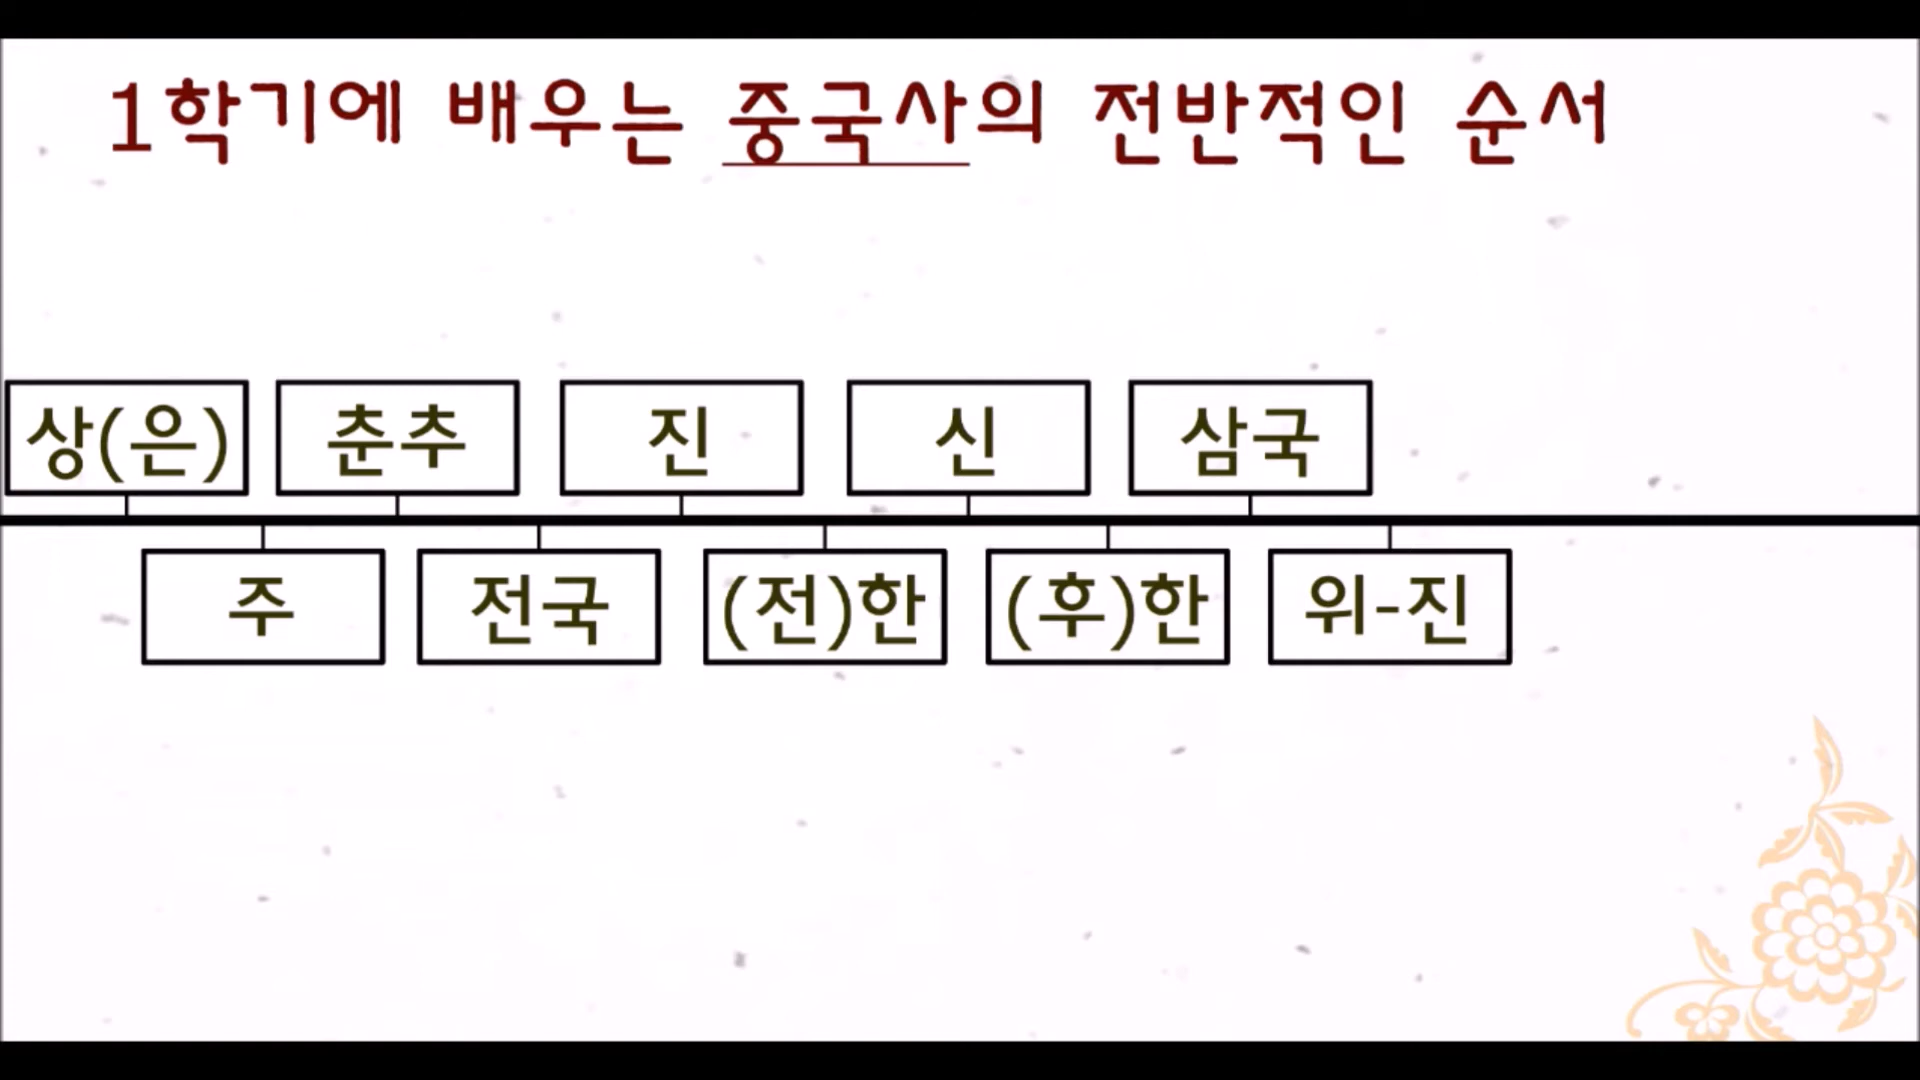 1학기에 배우는 중국사의 전반적인 순서
상(은) 춘추 진 신 삼국
주 전국 (전)한 (후)한 위-진